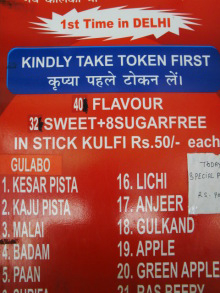 1st Time in DELHI
KINDLY TAKE TOKEN FIRST
कृप्या पहले टोकन लें।
40 FLAVOUR
32 SWEET+8SUGARFREE
IN STICK KULFI Rs.50/- each
GULABO
1. KESAR PISTA
2. KAJU PISTA
3. MALAI
4. BADAM
5. PAAN
16. LICHI
17. ANJEER
18. GULKAND
19. APPLE
20. GREEN APPLE
TODAY